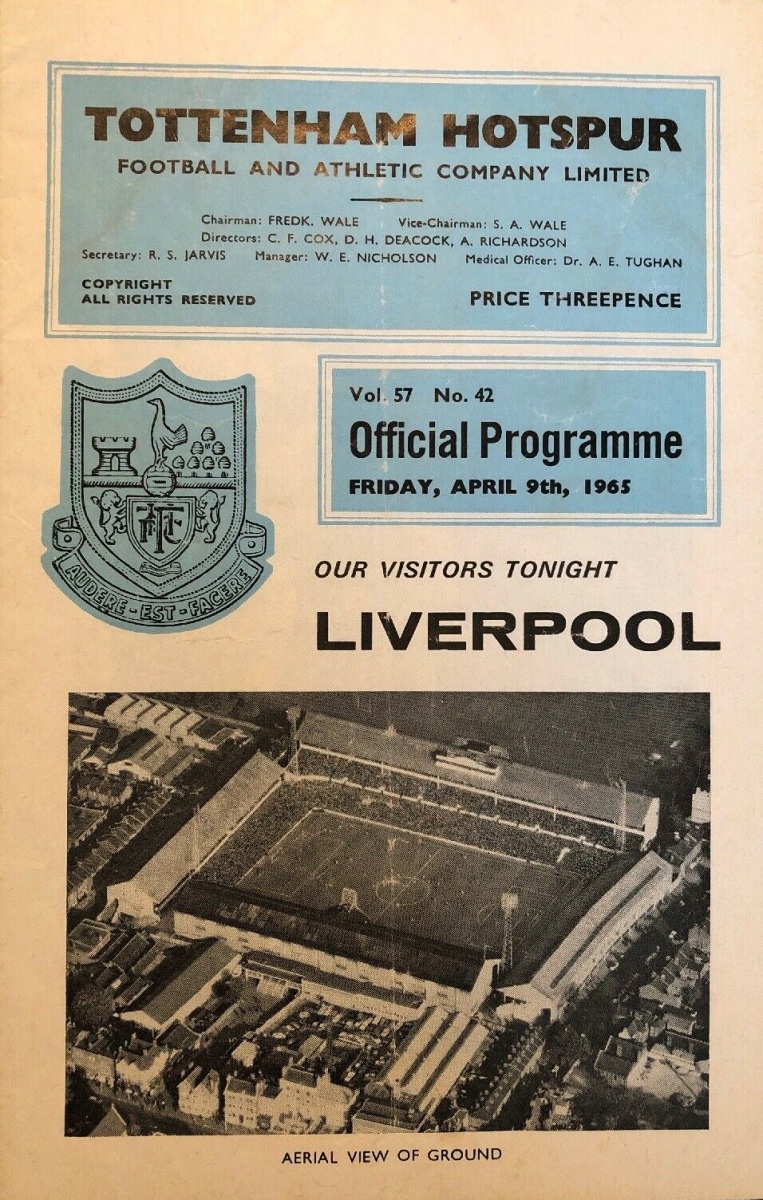 TOTTENHAM HOTSPUR
FOOTBALL AND ATHLETIC COMPANY LIMITED
Chairman: FREDK. WALE Vice-Chairman: S. A. WALE
Directors: C. F. COX, D. H. DEACOCK, A. RICHARDSON
Secretary: R. S. JARVIS Manager: W. E. NICHOLSON Medical Officer: Dr. A. E. TUGHAN
COPYRIGHT
ALL RIGHTS RESERVED
PRICE THREEPENCE
Vol. 57 No. 42
Official Programme
FRIDAY, APRIL 9th, 1965
AUDERE-EST-FACERE
OUR VISITORS TONIGHT
LIVERPOOL
AERIAL VIEW OF GROUND